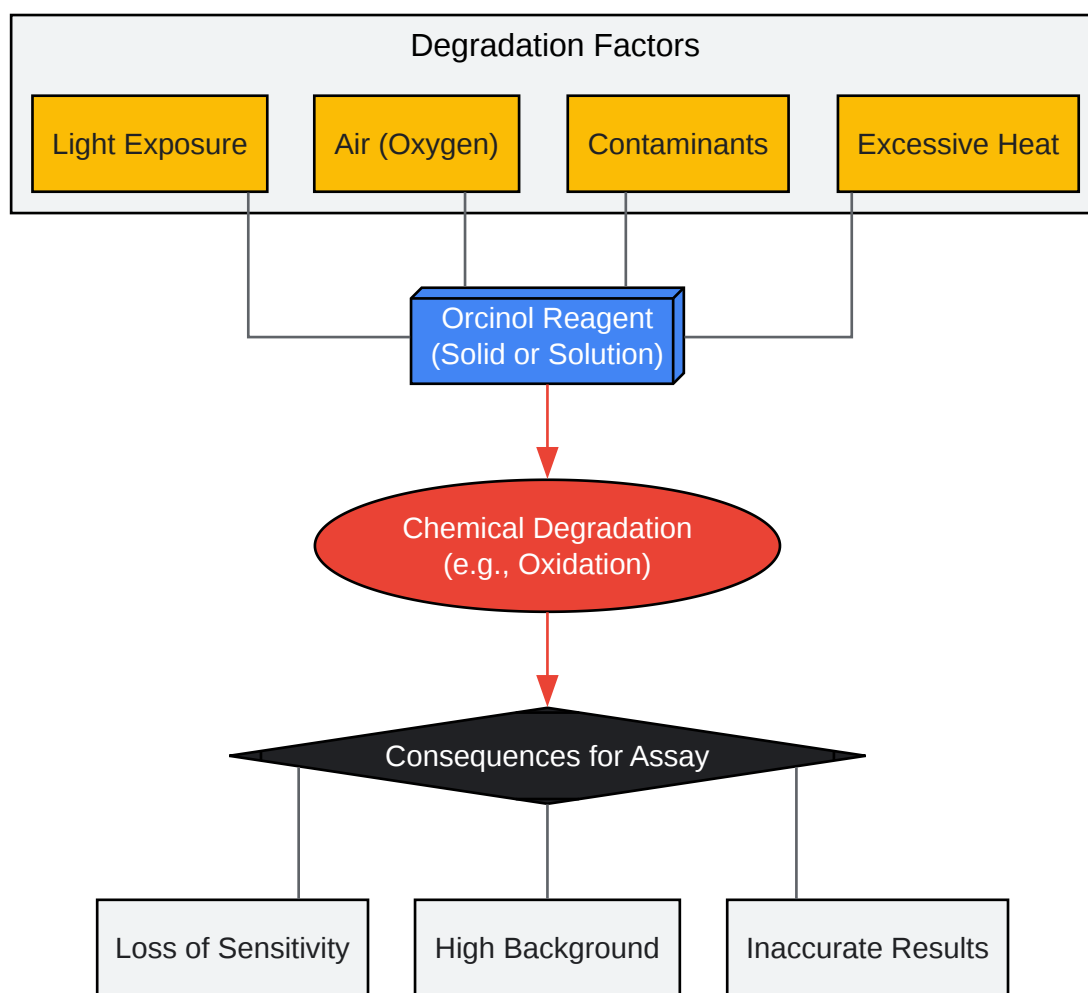 Degradation Factors
Light Exposure
Air (Oxygen)
Contaminants
Excessive Heat
Orcinol Reagent
(Solid or Solution)
Chemical Degradation
(e.g., Oxidation)
Consequences for Assay
Loss of Sensitivity
High Background
Inaccurate Results